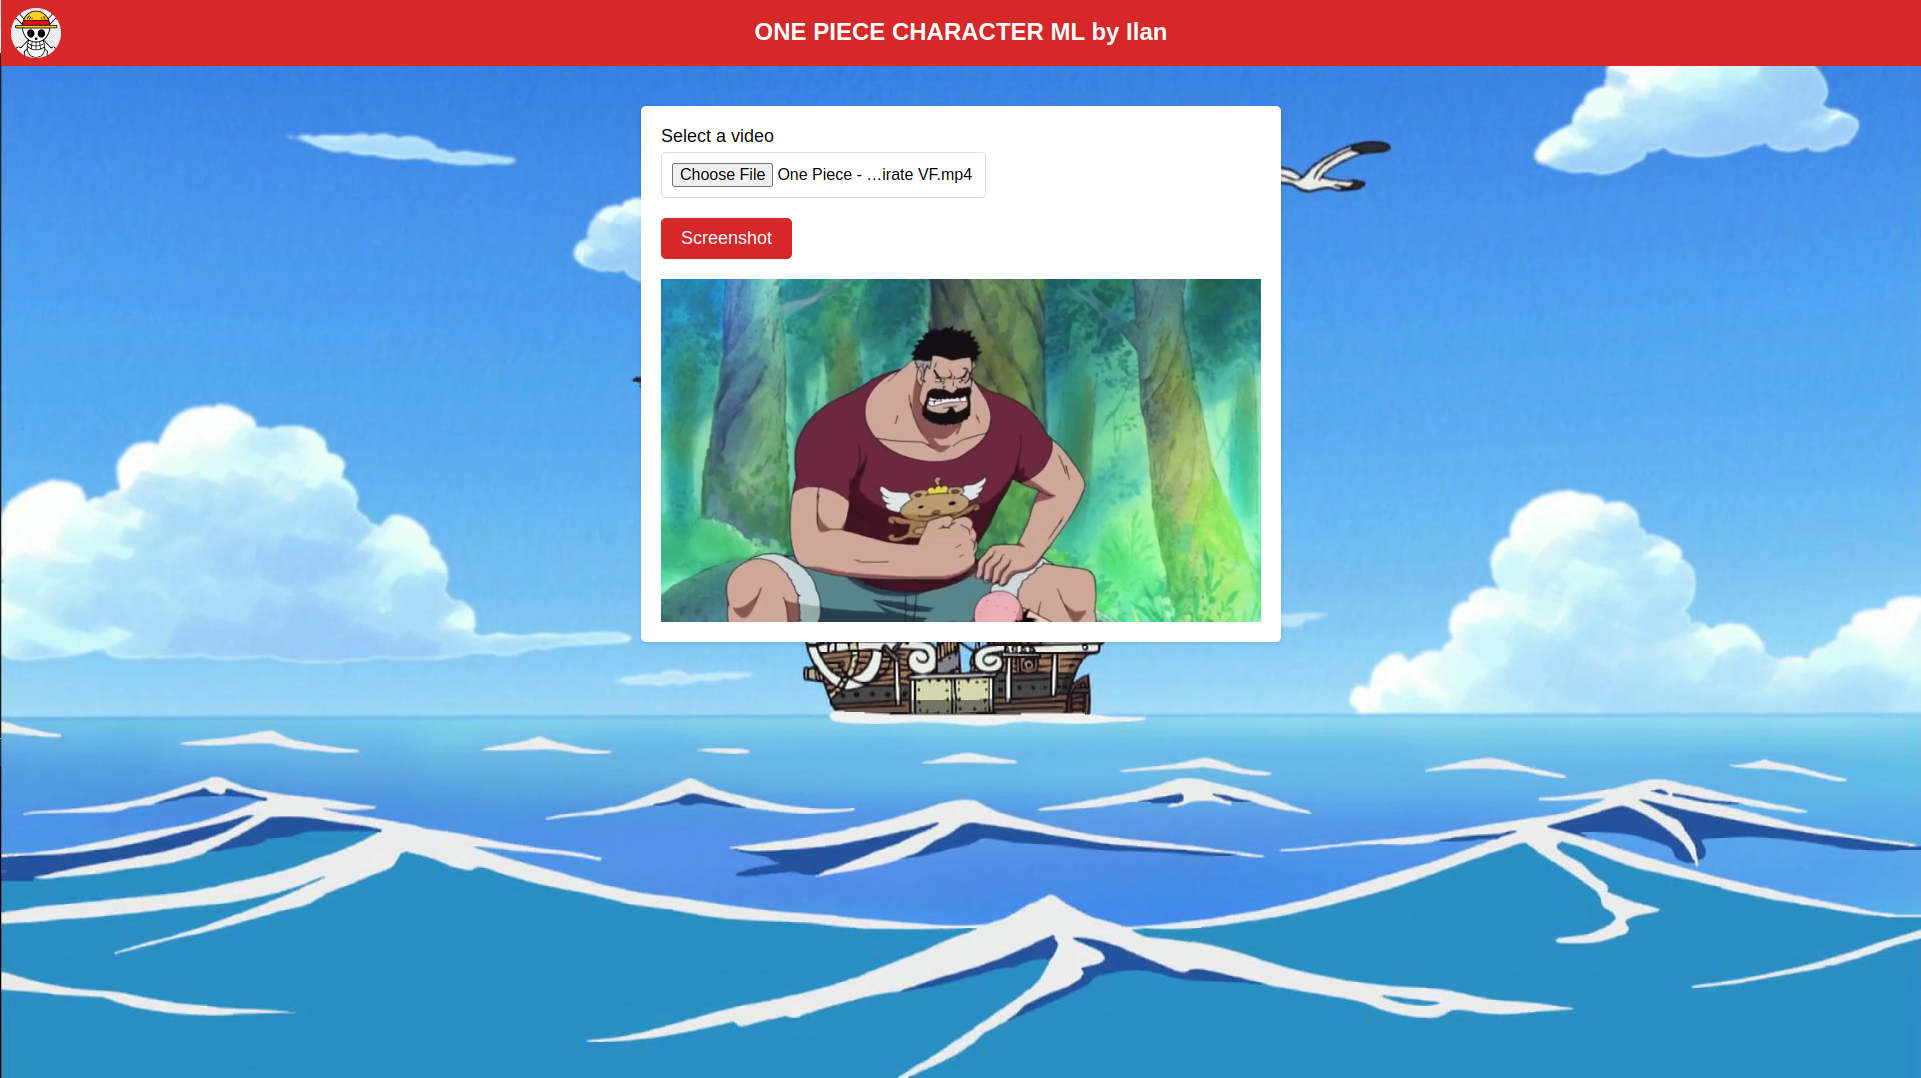 ONE PIECE CHARACTER ML by Ilan
Select a video
Choose File One Piece - …irate VF.mp4
Screenshot